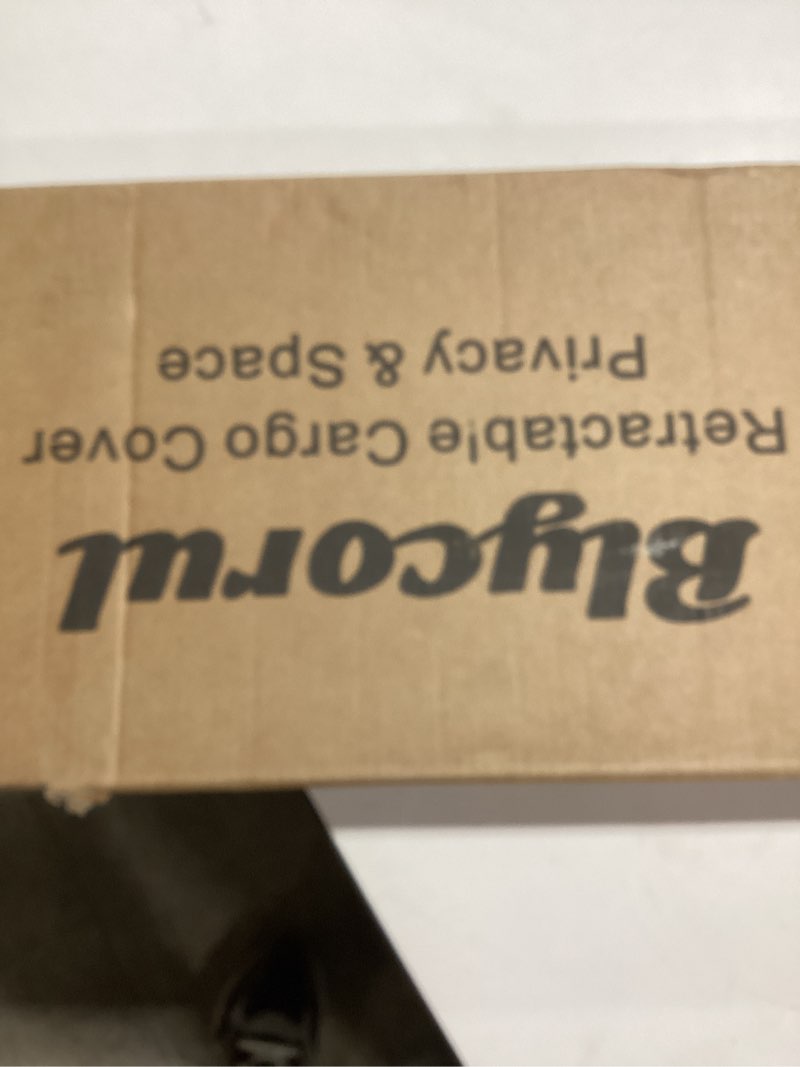 Blycorul
Retractable Cargo Cover
Privacy & Space